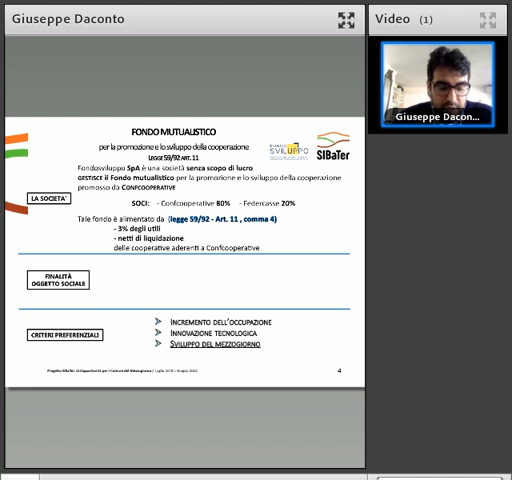 Giuseppe Daconto
Video (1)
Giuseppe Dacon...
FONDO MUTUALISTICO
per la promozione e lo sviluppo della cooperazione
LEGGE 59/92 ART. 11
SVILUPPO
SIBaTer
Fondosviluppo SpA è una società senza scopo di lucro
GESTISCE il Fondo mutualistico per la promozione e lo sviluppo della cooperazione
promosso da CONFCOOPERATIVE
LA SOCIETA'
SOCI: - Confcooperative 80% - Federcasse 20%
Tale fondo è alimentato da (legge 59/92 - Art. 11 , comma 4)
- 3% degli utili
- netti di liquidazione
delle cooperative aderenti a Confcooperative
FINALITÀ
OGGETTO SOCIALE
CRITERI PREFERENZIALI
➢ INCREMENTO DELL'OCCUPAZIONE
➢ INNOVAZIONE TECNOLOGICA
➢ SVILUPPO DEL MEZZOGIORNO
4